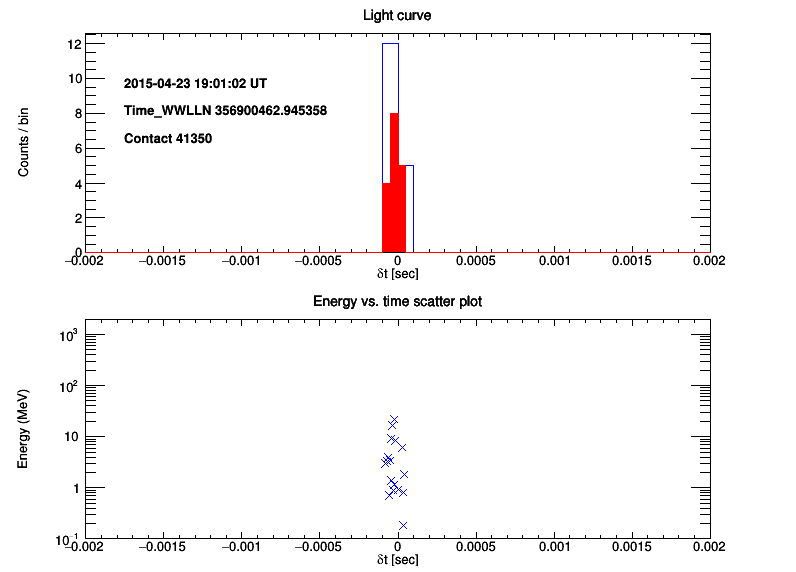 Light curve
12
10
8
6
4
2
0
Counts / bin
2015-04-23 19:01:02 UT
Time_WWLLN 356900462.945358
Contact 41350
−0.002 −0.0015 −0.001 −0.0005 0 0.0005 0.001 0.0015 0.002
δt [sec]
Energy vs. time scatter plot
10³
10²
10
1
10⁻¹
Energy (MeV)
−0.002 −0.0015 −0.001 −0.0005 0 0.0005 0.001 0.0015 0.002
δt [sec]